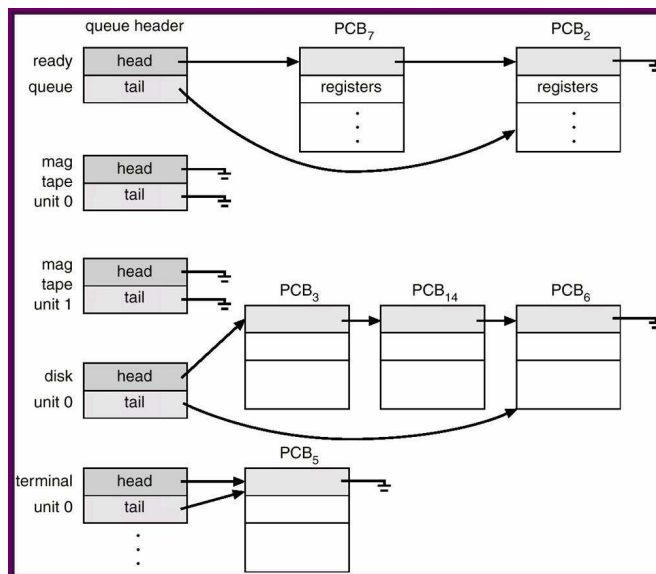 queue header PCB7 PCB2
ready head
queue tail registers registers
mag head
tape
unit 0 tail
mag head
tape
unit 1 tail
PCB3 PCB14 PCB6
disk head
unit 0 tail
PCB5
terminal head
unit 0 tail